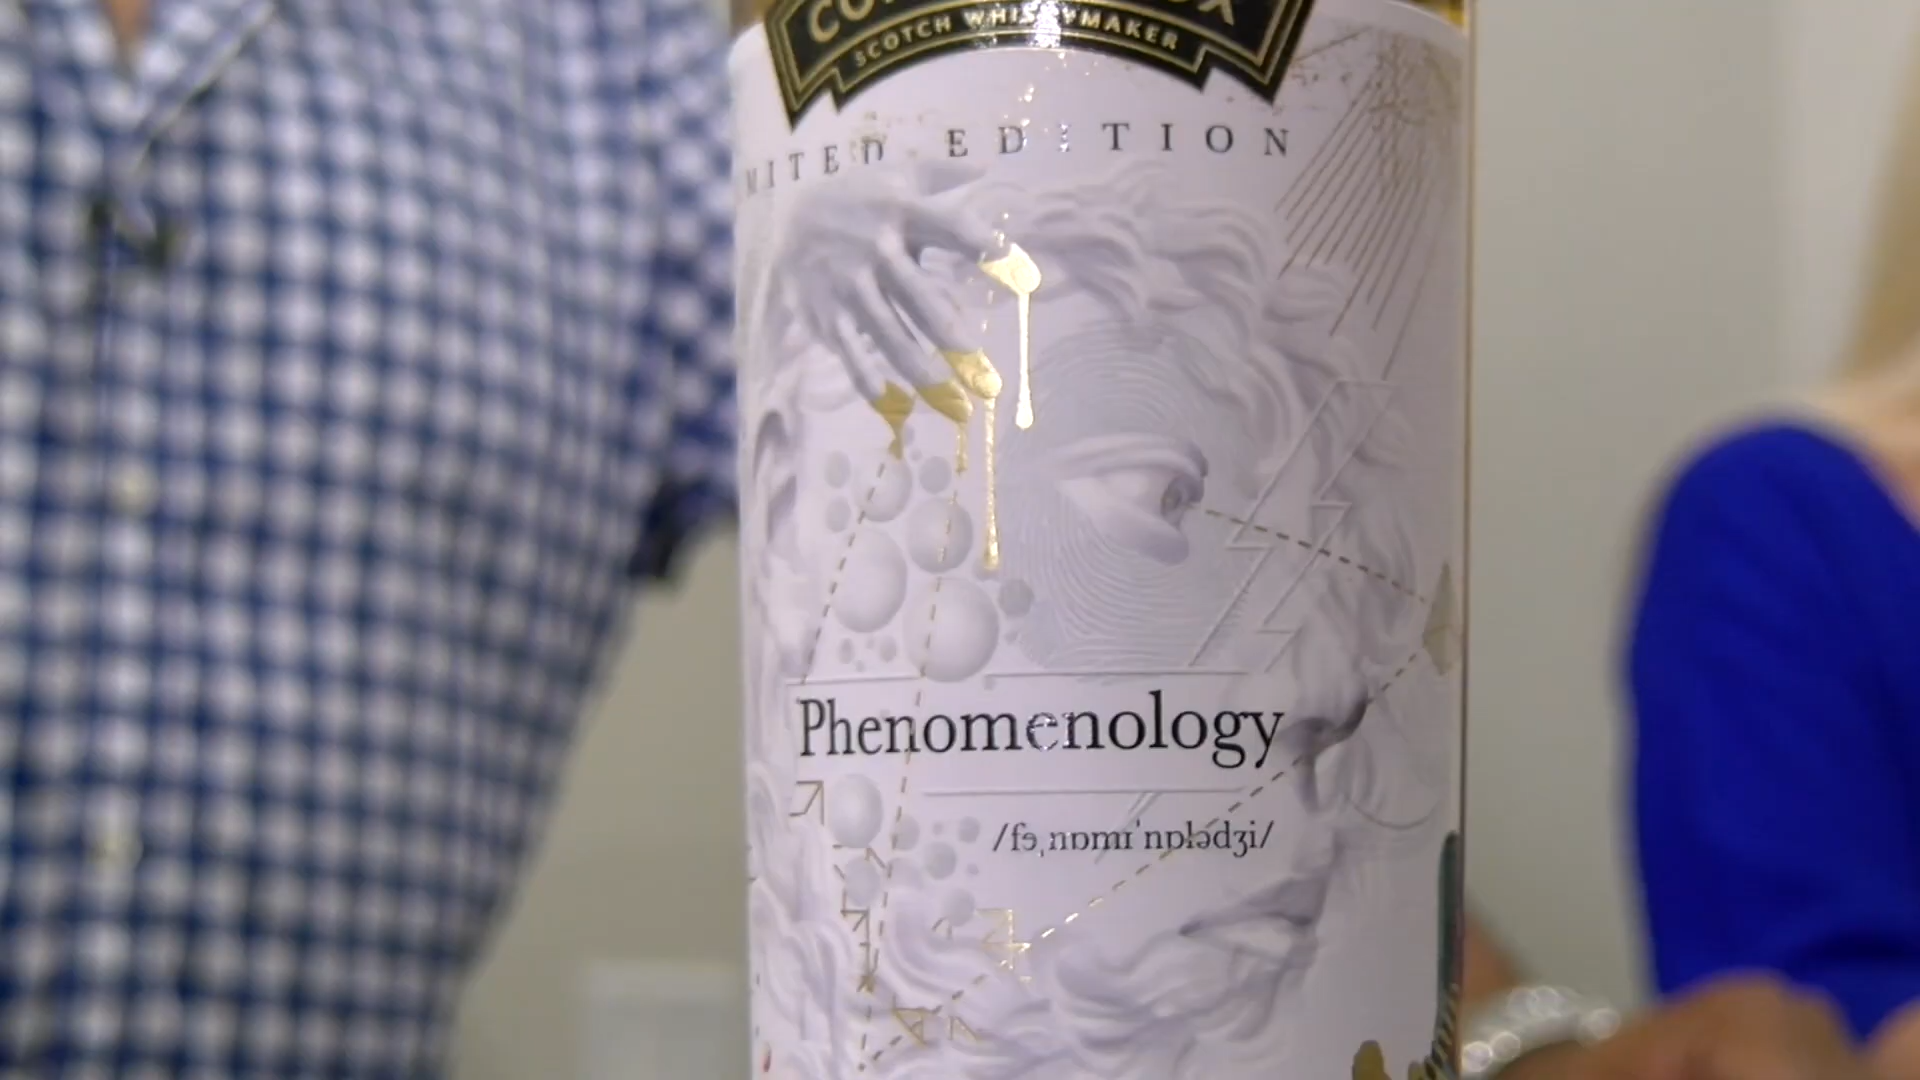 SCOTCH WHISKYMAKER
LIMITED EDITION
Phenomenology
/fəˌnɒmɪˈnɒlədʒi/